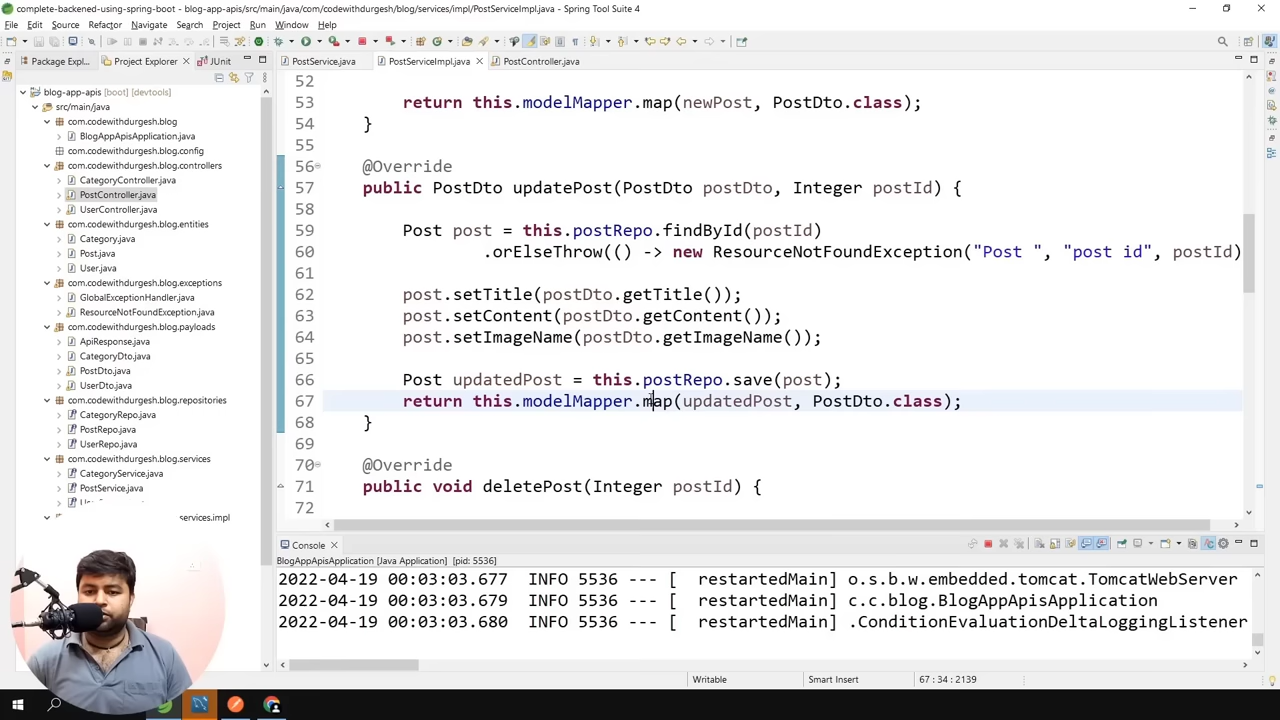 complete-backened-using-spring-boot - blog-app-apis/src/main/java/com/codewithdurgesh/blog/services/impl/PostServiceImpl.java - Spring Tool Suite 4
File Edit Source Refactor Navigate Search Project Run Window Help
Package Expl... Project Explorer JUnit
PostService.java PostServiceImpl.java PostController.java
blog-app-apis [boot] [devtools]
src/main/java
com.codewithdurgesh.blog
BlogAppApisApplication.java
com.codewithdurgesh.blog.config
com.codewithdurgesh.blog.controllers
CategoryController.java
PostController.java
UserController.java
com.codewithdurgesh.blog.entities
Category.java
Post.java
User.java
com.codewithdurgesh.blog.exceptions
GlobalExceptionHandler.java
ResourceNotFoundException.java
com.codewithdurgesh.blog.payloads
ApiResponse.java
CategoryDto.java
PostDto.java
UserDto.java
com.codewithdurgesh.blog.repositories
CategoryRepo.java
PostRepo.java
UserRepo.java
com.codewithdurgesh.blog.services
CategoryService.java
PostService.java
services.impl
52
53 return this.modelMapper.map(newPost, PostDto.class);
54 }
55
56 @Override
57 public PostDto updatePost(PostDto postDto, Integer postId) {
58
59 Post post = this.postRepo.findById(postId)
60 .orElseThrow(() -> new ResourceNotFoundException("Post ", "post id", postId)
61
62 post.setTitle(postDto.getTitle());
63 post.setContent(postDto.getContent());
64 post.setImageName(postDto.getImageName());
65
66 Post updatedPost = this.postRepo.save(post);
67 return this.modelMapper.map(updatedPost, PostDto.class);
68 }
69
70 @Override
71 public void deletePost(Integer postId) {
72
Console
BlogAppApisApplication [Java Application] [pid: 5536]
2022-04-19 00:03:03.677 INFO 5536 --- [ restartedMain] o.s.b.w.embedded.tomcat.TomcatWebServer
2022-04-19 00:03:03.679 INFO 5536 --- [ restartedMain] c.c.blog.BlogAppApisApplication
2022-04-19 00:03:03.680 INFO 5536 --- [ restartedMain] .ConditionEvaluationDeltaLoggingListener
Writable Smart Insert 67 : 34 : 2139